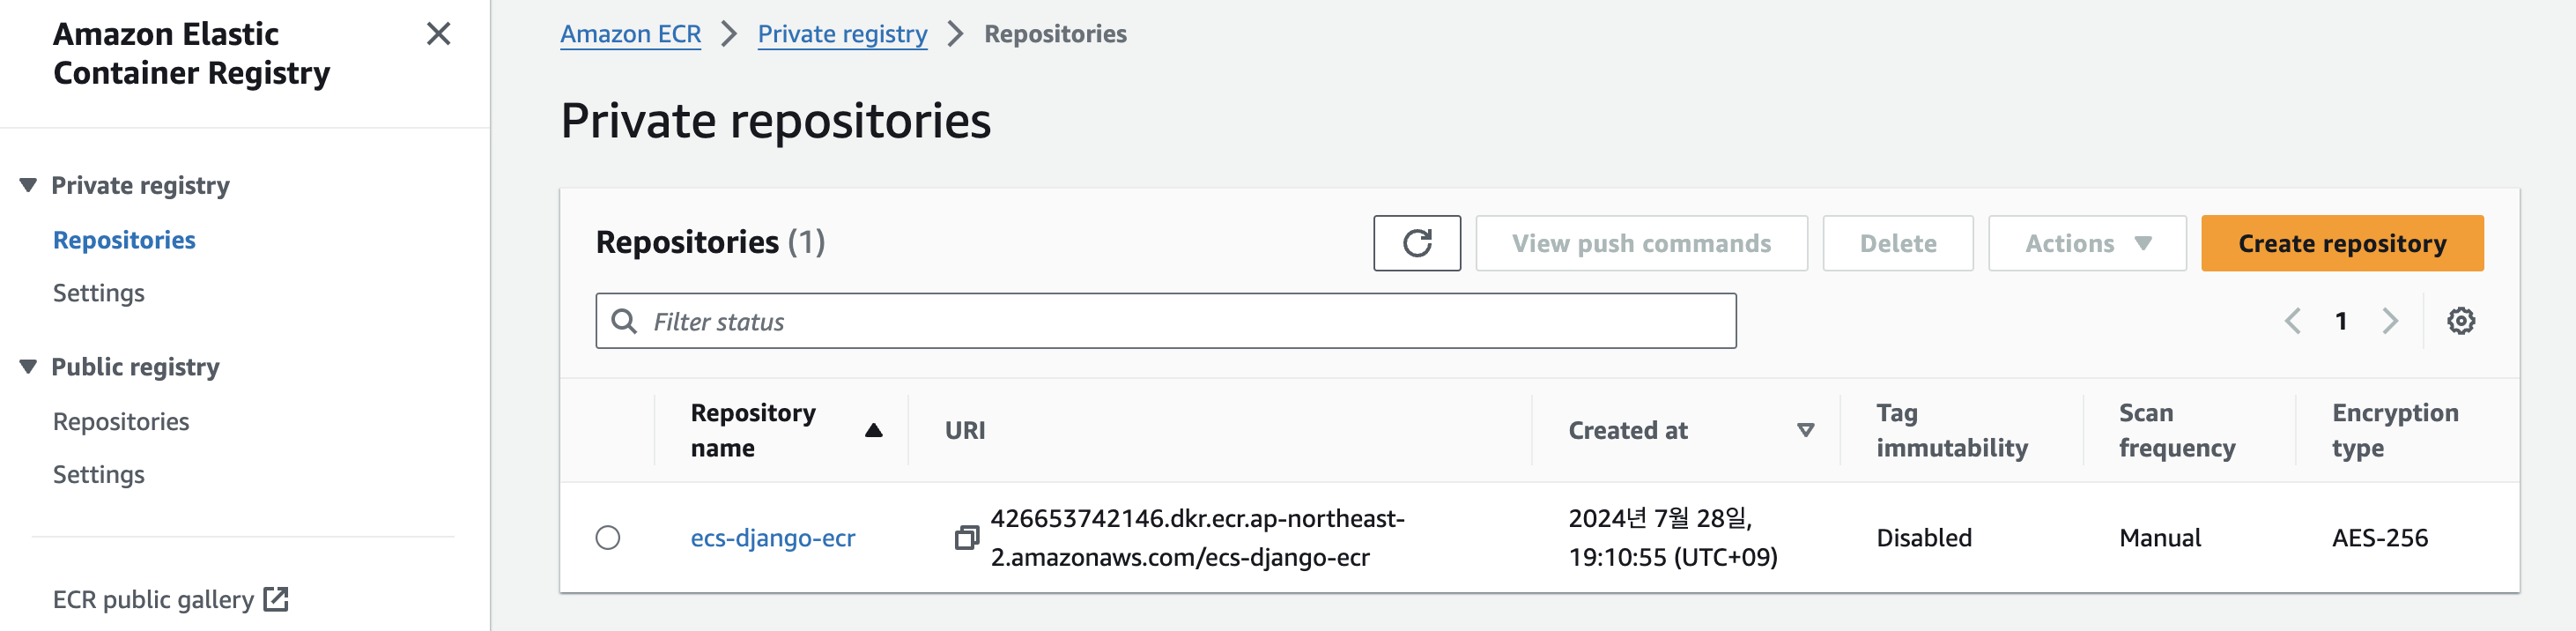 Amazon Elastic
Container Registry
Private registry
Repositories
Settings
Public registry
Repositories
Settings
ECR public gallery
Amazon ECR
Private registry
Repositories
Private repositories
Repositories (1)
View push commands
Delete
Actions
Create repository
Filter status
1
Repository
name
URI
Created at
Tag
immutability
Scan
frequency
Encryption
type
ecs-django-ecr
426653742146.dkr.ecr.ap-northeast-
2.amazonaws.com/ecs-django-ecr
2024년 7월 28일,
19:10:55 (UTC+09)
Disabled
Manual
AES-256